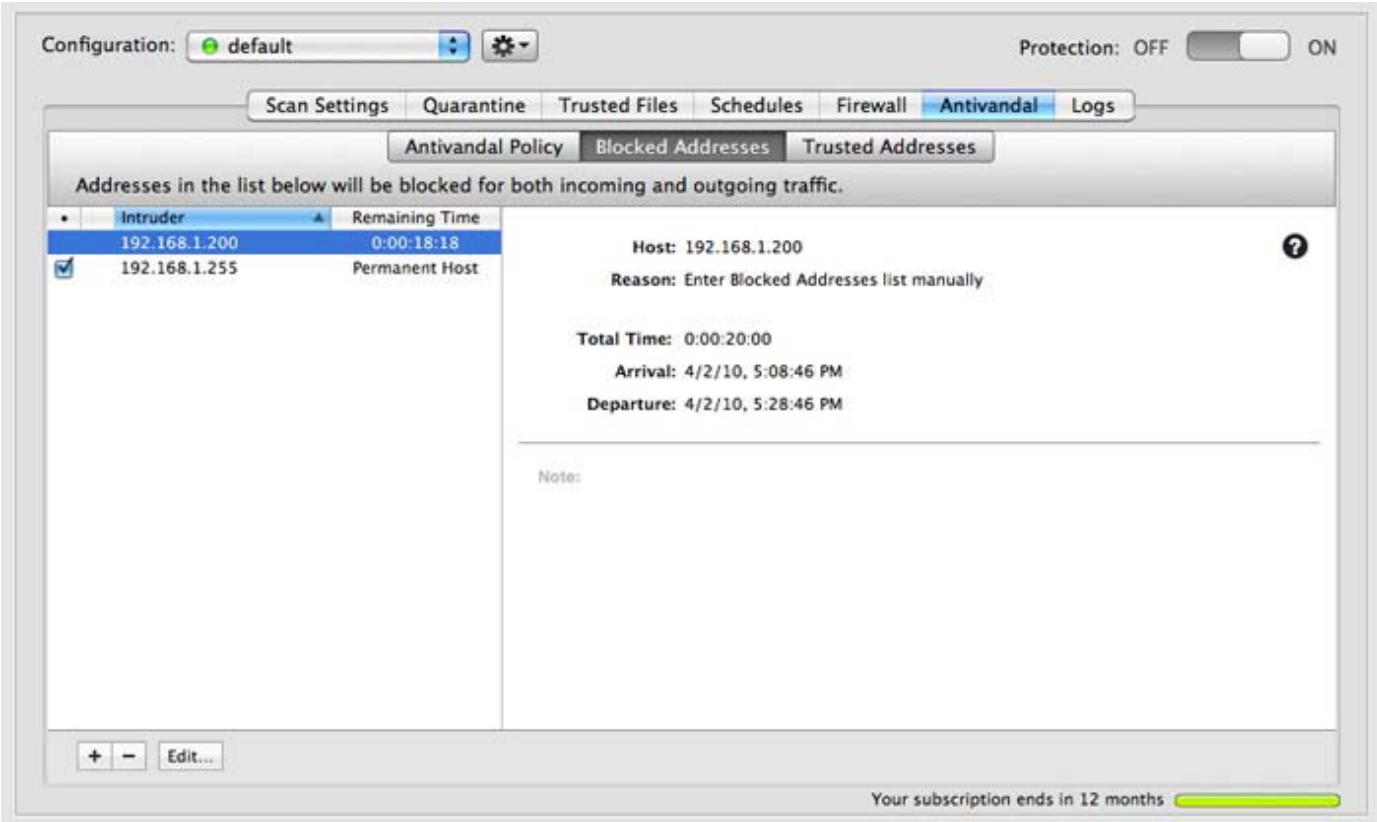 Configuration: default Protection: OFF ON
Scan Settings Quarantine Trusted Files Schedules Firewall Antivandal Logs
Antivandal Policy Blocked Addresses Trusted Addresses
Addresses in the list below will be blocked for both incoming and outgoing traffic.
• Intruder Remaining Time
192.168.1.200 0:00:18:18
192.168.1.255 Permanent Host
Host: 192.168.1.200 ?
Reason: Enter Blocked Addresses list manually
Total Time: 0:00:20:00
Arrival: 4/2/10, 5:08:46 PM
Departure: 4/2/10, 5:28:46 PM
Note:
+ − Edit...
Your subscription ends in 12 months